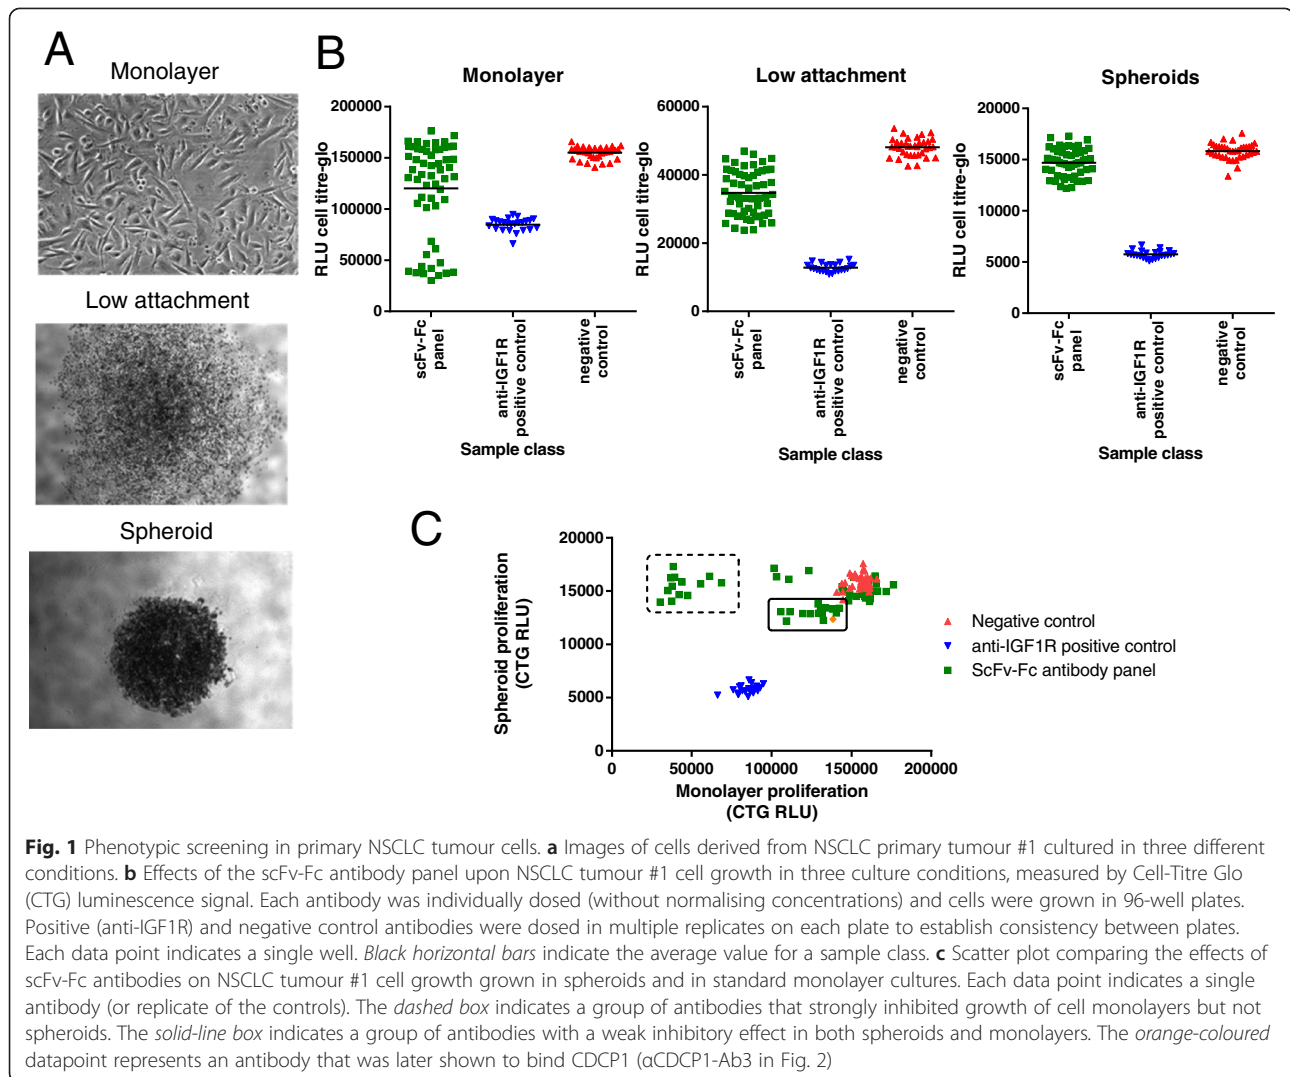 A
Monolayer
Low attachment
Spheroid
B
Monolayer
RLU cell titre-glo
200000
150000
100000
50000
0
scFv-Fc
panel
anti-IGF1R
positive control
negative
control
Sample class
Low attachment
RLU cell titre-glo
60000
40000
20000
0
scFv-Fc
panel
anti-IGF1R
positive control
negative
control
Sample class
Spheroids
RLU cell titre-glo
20000
15000
10000
5000
0
scFv-Fc
panel
anti-IGF1R
positive control
negative
control
Sample class
C
Spheroid proliferation
(CTG RLU)
20000
15000
10000
5000
0
0
50000
100000
150000
200000
Monolayer proliferation
(CTG RLU)
Negative control
anti-IGF1R positive control
ScFv-Fc antibody panel
Fig. 1 Phenotypic screening in primary NSCLC tumour cells. a Images of cells derived from NSCLC primary tumour #1 cultured in three different
conditions. b Effects of the scFv-Fc antibody panel upon NSCLC tumour #1 cell growth in three culture conditions, measured by Cell-Titre Glo
(CTG) luminescence signal. Each antibody was individually dosed (without normalising concentrations) and cells were grown in 96-well plates.
Positive (anti-IGF1R) and negative control antibodies were dosed in multiple replicates on each plate to establish consistency between plates.
Each data point indicates a single well. Black horizontal bars indicate the average value for a sample class. c Scatter plot comparing the effects of
scFv-Fc antibodies on NSCLC tumour #1 cell growth grown in spheroids and in standard monolayer cultures. Each data point indicates a single
antibody (or replicate of the controls). The dashed box indicates a group of antibodies that strongly inhibited growth of cell monolayers but not
spheroids. The solid-line box indicates a group of antibodies with a weak inhibitory effect in both spheroids and monolayers. The orange-coloured
datapoint represents an antibody that was later shown to bind CDCP1 (αCDCP1-Ab3 in Fig. 2)